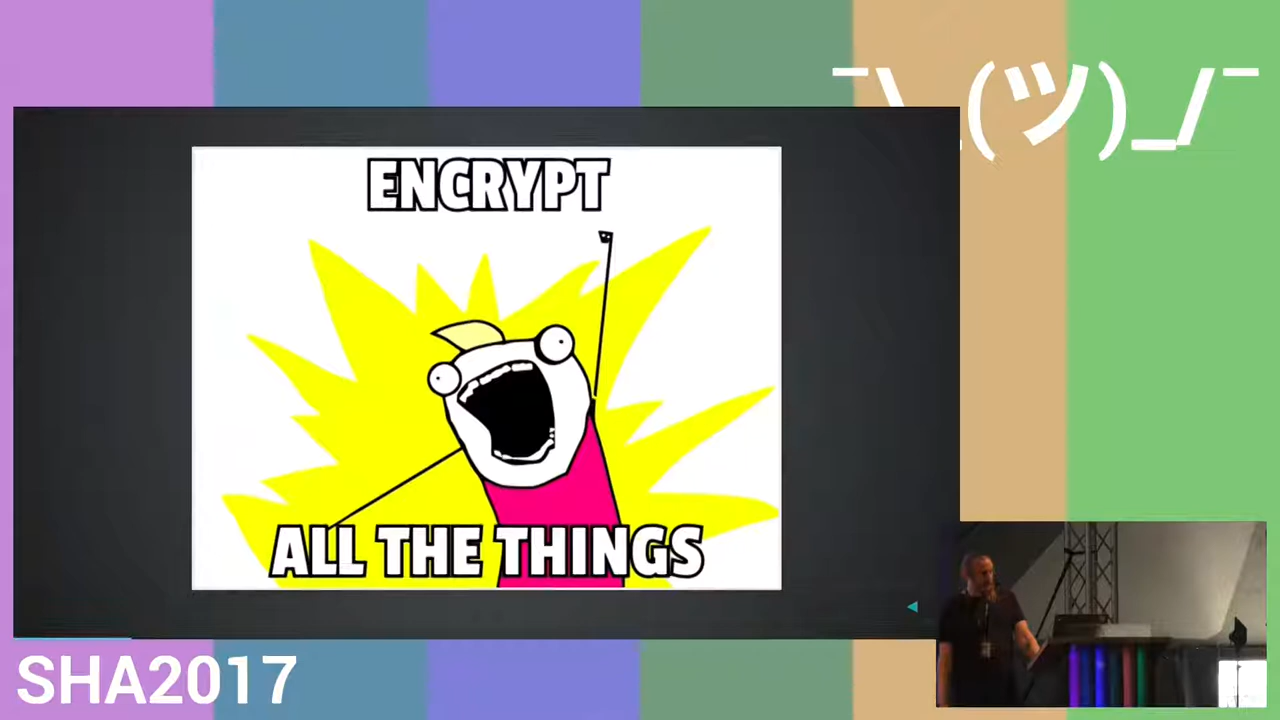 ¯\_(ツ)_/¯
ENCRYPT
ALL THE THINGS
SHA2017